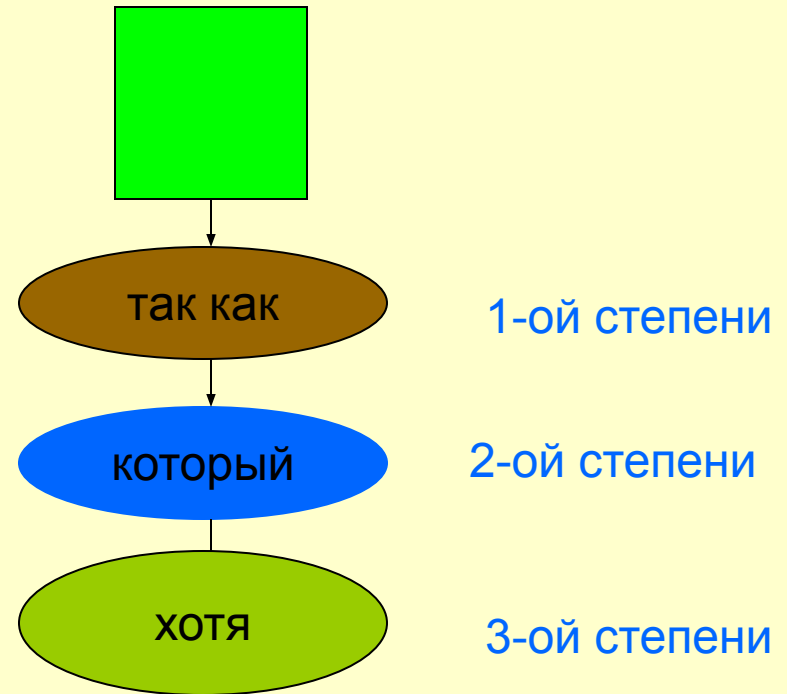 так как
1-ой степени
который
2-ой степени
хотя
3-ой степени